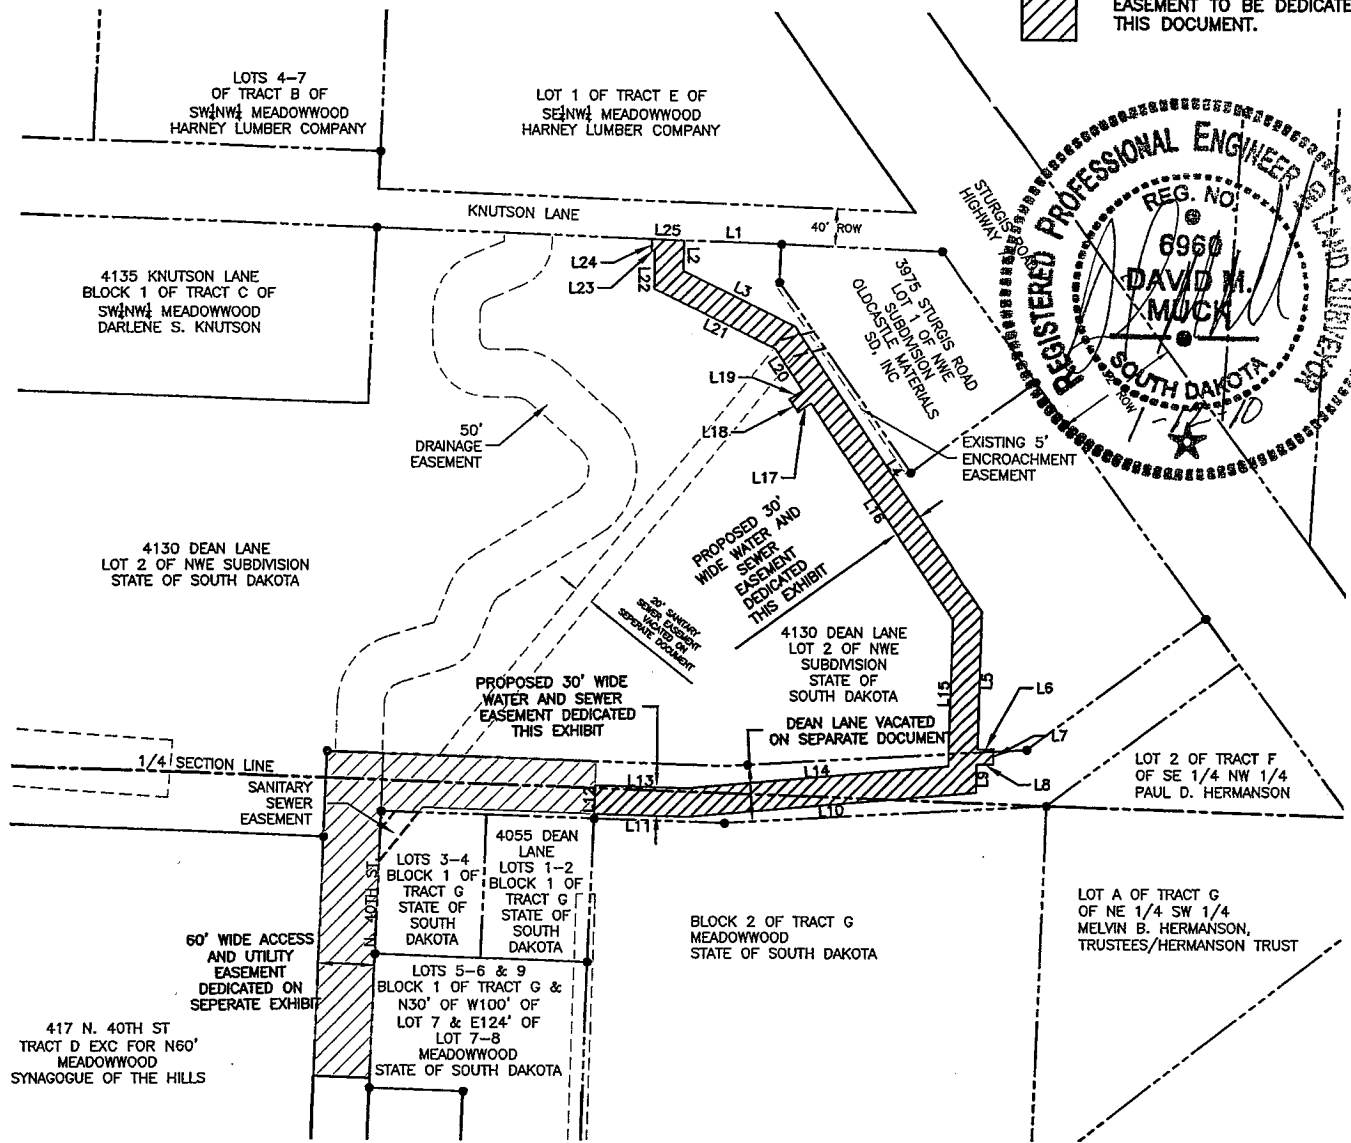 EASEMENT TO BE DEDICATE
THIS DOCUMENT.
LOTS 4-7
OF TRACT B OF
SW¼NW¼ MEADOWWOOD
HARNEY LUMBER COMPANY
LOT 1 OF TRACT E OF
SE¼NW¼ MEADOWWOOD
HARNEY LUMBER COMPANY
REGISTERED PROFESSIONAL ENGINEER AND LAND SURVEYOR
REG. NO.
6960
DAVID M.
MUCK
SOUTH DAKOTA
1-12-10
STURGIS ROAD
HIGHWAY
ROW
KNUTSON LANE
40' ROW
L25
L1
L24
L23
L2
L22
L3
L21
4135 KNUTSON LANE
BLOCK 1 OF TRACT C OF
SW¼NW¼ MEADOWWOOD
DARLENE S. KNUTSON
3975 STURGIS ROAD
LOT 1 OF NWE
SUBDIVISION
OLDCASTLE MATERIALS
SD, INC
L20
L19
L18
L17
L16
50'
DRAINAGE
EASEMENT
EXISTING 5'
ENCROACHMENT
EASEMENT
PROPOSED 30'
WIDE WATER AND
SEWER
EASEMENT
DEDICATED
THIS EXHIBIT
4130 DEAN LANE
LOT 2 OF NWE SUBDIVISION
STATE OF SOUTH DAKOTA
20' SANITARY
SEWER EASEMENT
VACATED ON
SEPERATE DOCUMENT
4130 DEAN LANE
LOT 2 OF NWE
SUBDIVISION
STATE OF
SOUTH DAKOTA
L15
L5
L6
L7
L8
L9
PROPOSED 30' WIDE
WATER AND SEWER
EASEMENT DEDICATED
THIS EXHIBIT
DEAN LANE VACATED
ON SEPARATE DOCUMENT
1/4 SECTION LINE
SANITARY
SEWER
EASEMENT
L13
L14
L12
L11
L10
LOT 2 OF TRACT F
OF SE 1/4 NW 1/4
PAUL D. HERMANSON
LOTS 3-4
BLOCK 1 OF
TRACT G
STATE OF
SOUTH
DAKOTA
4055 DEAN
LANE
LOTS 1-2
BLOCK 1 OF
TRACT G
STATE OF
SOUTH
DAKOTA
N. 40TH ST.
BLOCK 2 OF TRACT G
MEADOWWOOD
STATE OF SOUTH DAKOTA
LOT A OF TRACT G
OF NE 1/4 SW 1/4
MELVIN B. HERMANSON,
TRUSTEES/HERMANSON TRUST
60' WIDE ACCESS
AND UTILITY
EASEMENT
DEDICATED ON
SEPERATE EXHIBIT
LOTS 5-6 & 9
BLOCK 1 OF TRACT G &
N30' OF W100' OF
LOT 7 & E124' OF
LOT 7-8
MEADOWWOOD
STATE OF SOUTH DAKOTA
417 N. 40TH ST
TRACT D EXC FOR N60'
MEADOWWOOD
SYNAGOGUE OF THE HILLS